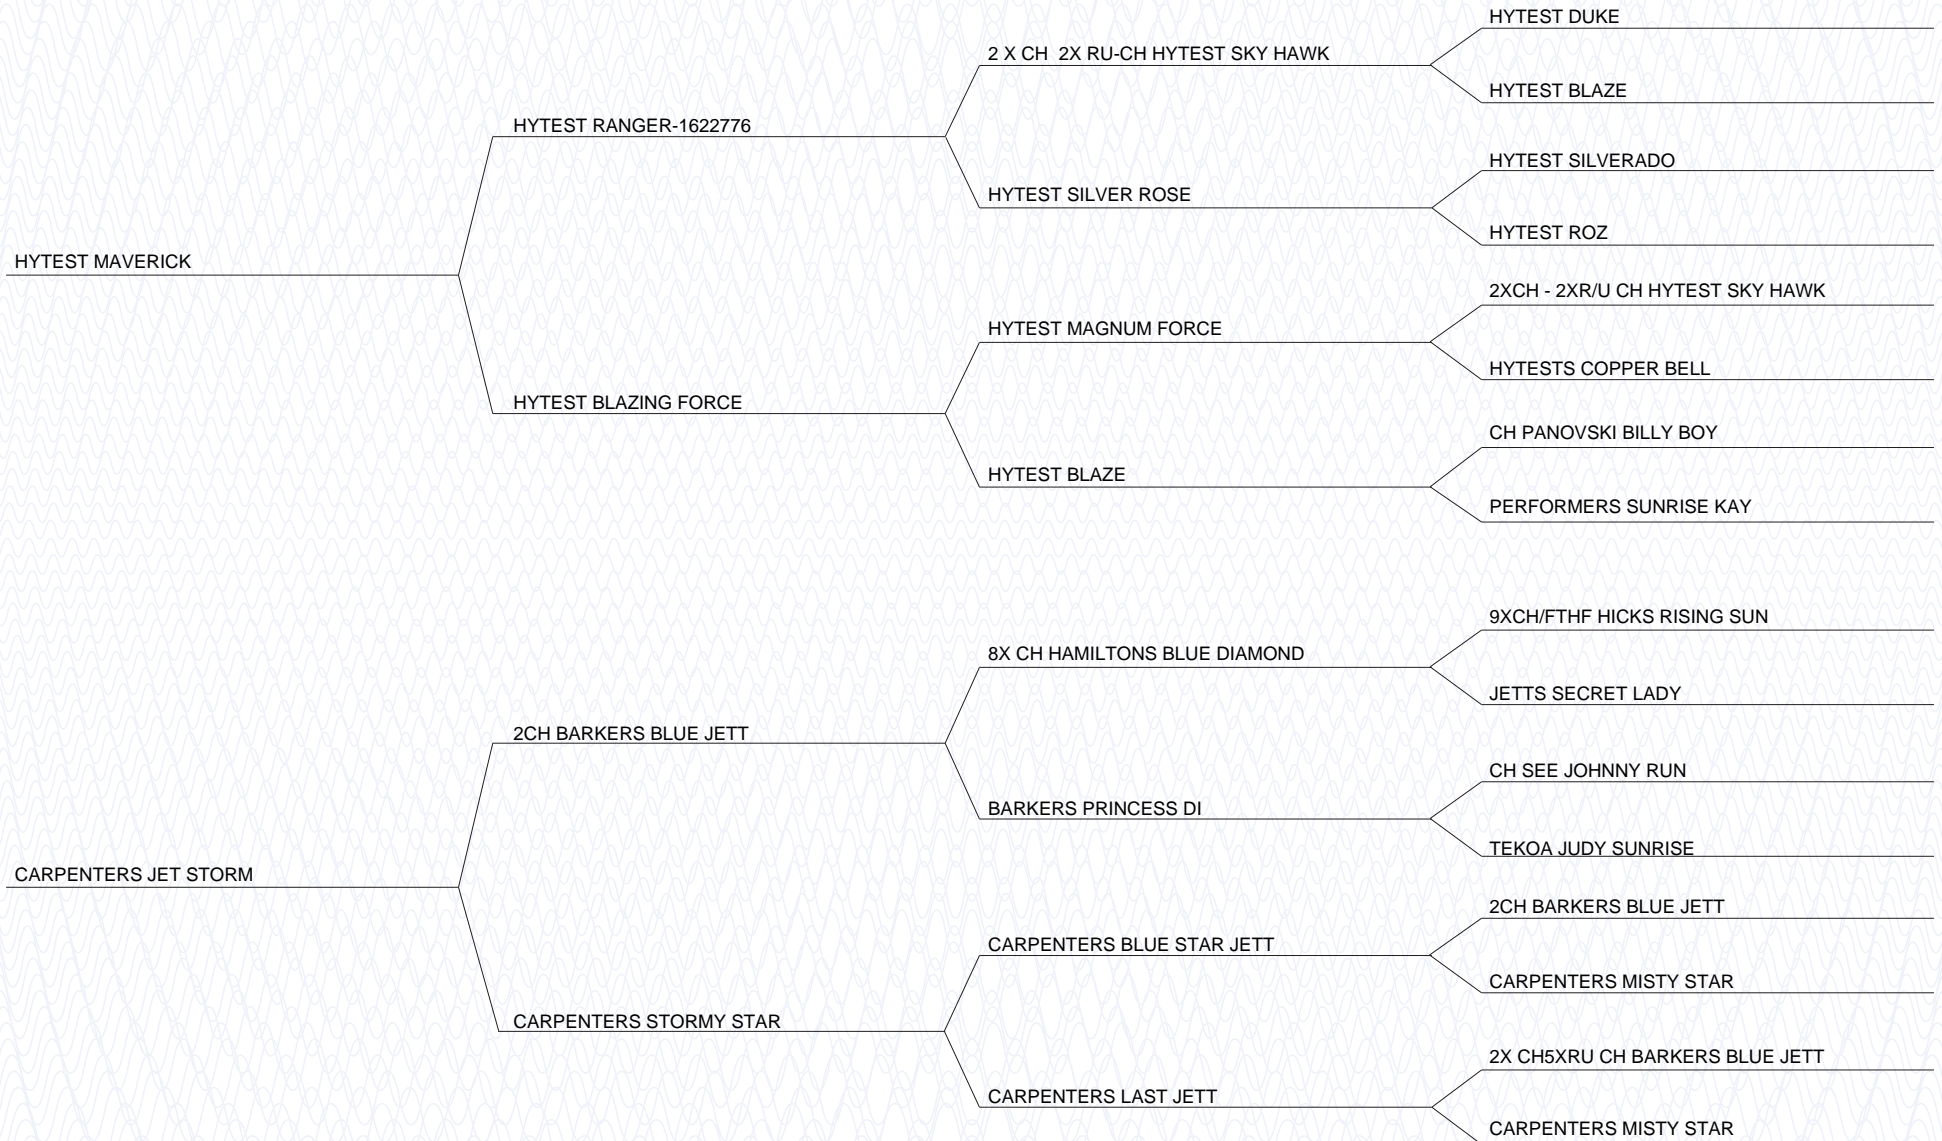 HYTEST DUKE
2 X CH  2X RU-CH HYTEST SKY HAWK
HYTEST BLAZE
HYTEST RANGER-1622776
HYTEST SILVERADO
HYTEST SILVER ROSE
HYTEST ROZ
HYTEST MAVERICK
2XCH - 2XR/U CH HYTEST SKY HAWK
HYTEST MAGNUM FORCE
HYTESTS COPPER BELL
HYTEST BLAZING FORCE
CH PANOVSKI BILLY BOY
HYTEST BLAZE
PERFORMERS SUNRISE KAY
9XCH/FTHF HICKS RISING SUN
8X CH HAMILTONS BLUE DIAMOND
JETTS SECRET LADY
2CH BARKERS BLUE JETT
CH SEE JOHNNY RUN
BARKERS PRINCESS DI
TEKOA JUDY SUNRISE
CARPENTERS JET STORM
2CH BARKERS BLUE JETT
CARPENTERS BLUE STAR JETT
CARPENTERS MISTY STAR
CARPENTERS STORMY STAR
2X CH5XRU CH BARKERS BLUE JETT
CARPENTERS LAST JETT
CARPENTERS MISTY STAR